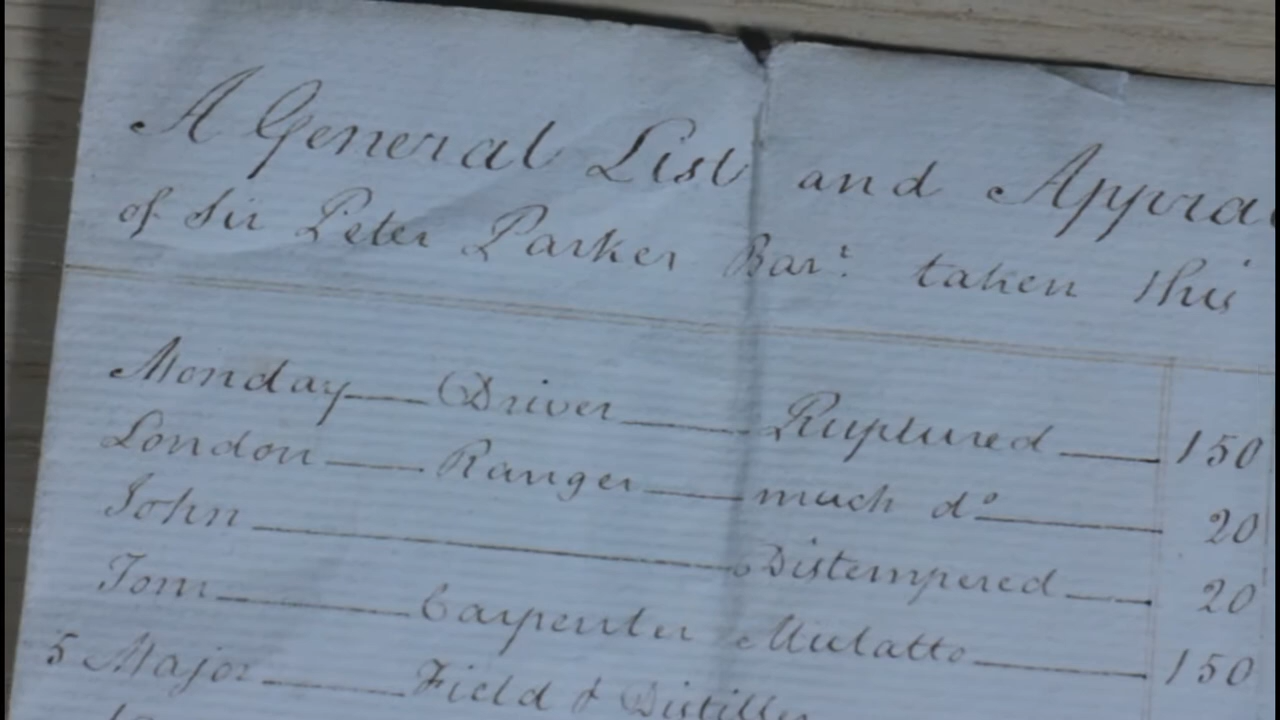 A General List and Apprai
of Sir Peter Parker Bar.t taken this
Monday — Driver — Ruptured — 150
London — Ranger — much do — 20
John — Distempered — 20
Tom — Carpenter Mulatto — 150
5 Major — Field & Distiller